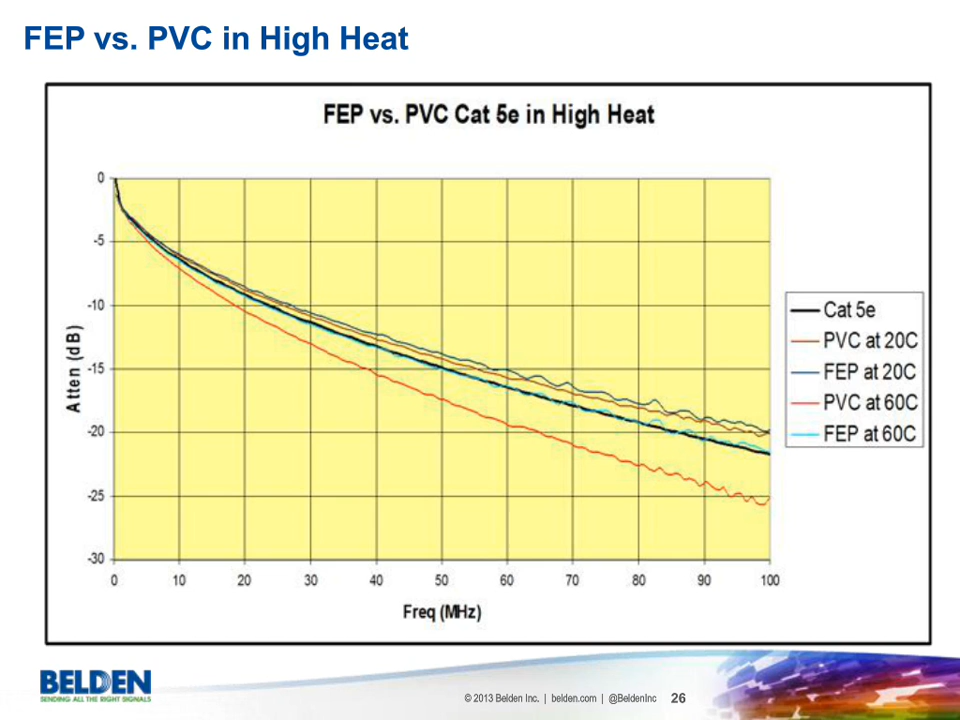 FEP vs. PVC in High Heat
FEP vs. PVC Cat 5e in High Heat
0
-5
-10
-15
-20
-25
-30
Atten (dB)
0 10 20 30 40 50 60 70 80 90 100
Freq (MHz)
Cat 5e
PVC at 20C
FEP at 20C
PVC at 60C
FEP at 60C
BELDEN
SENDING ALL THE RIGHT SIGNALS
© 2013 Belden Inc. | belden.com | @BeldenInc 26